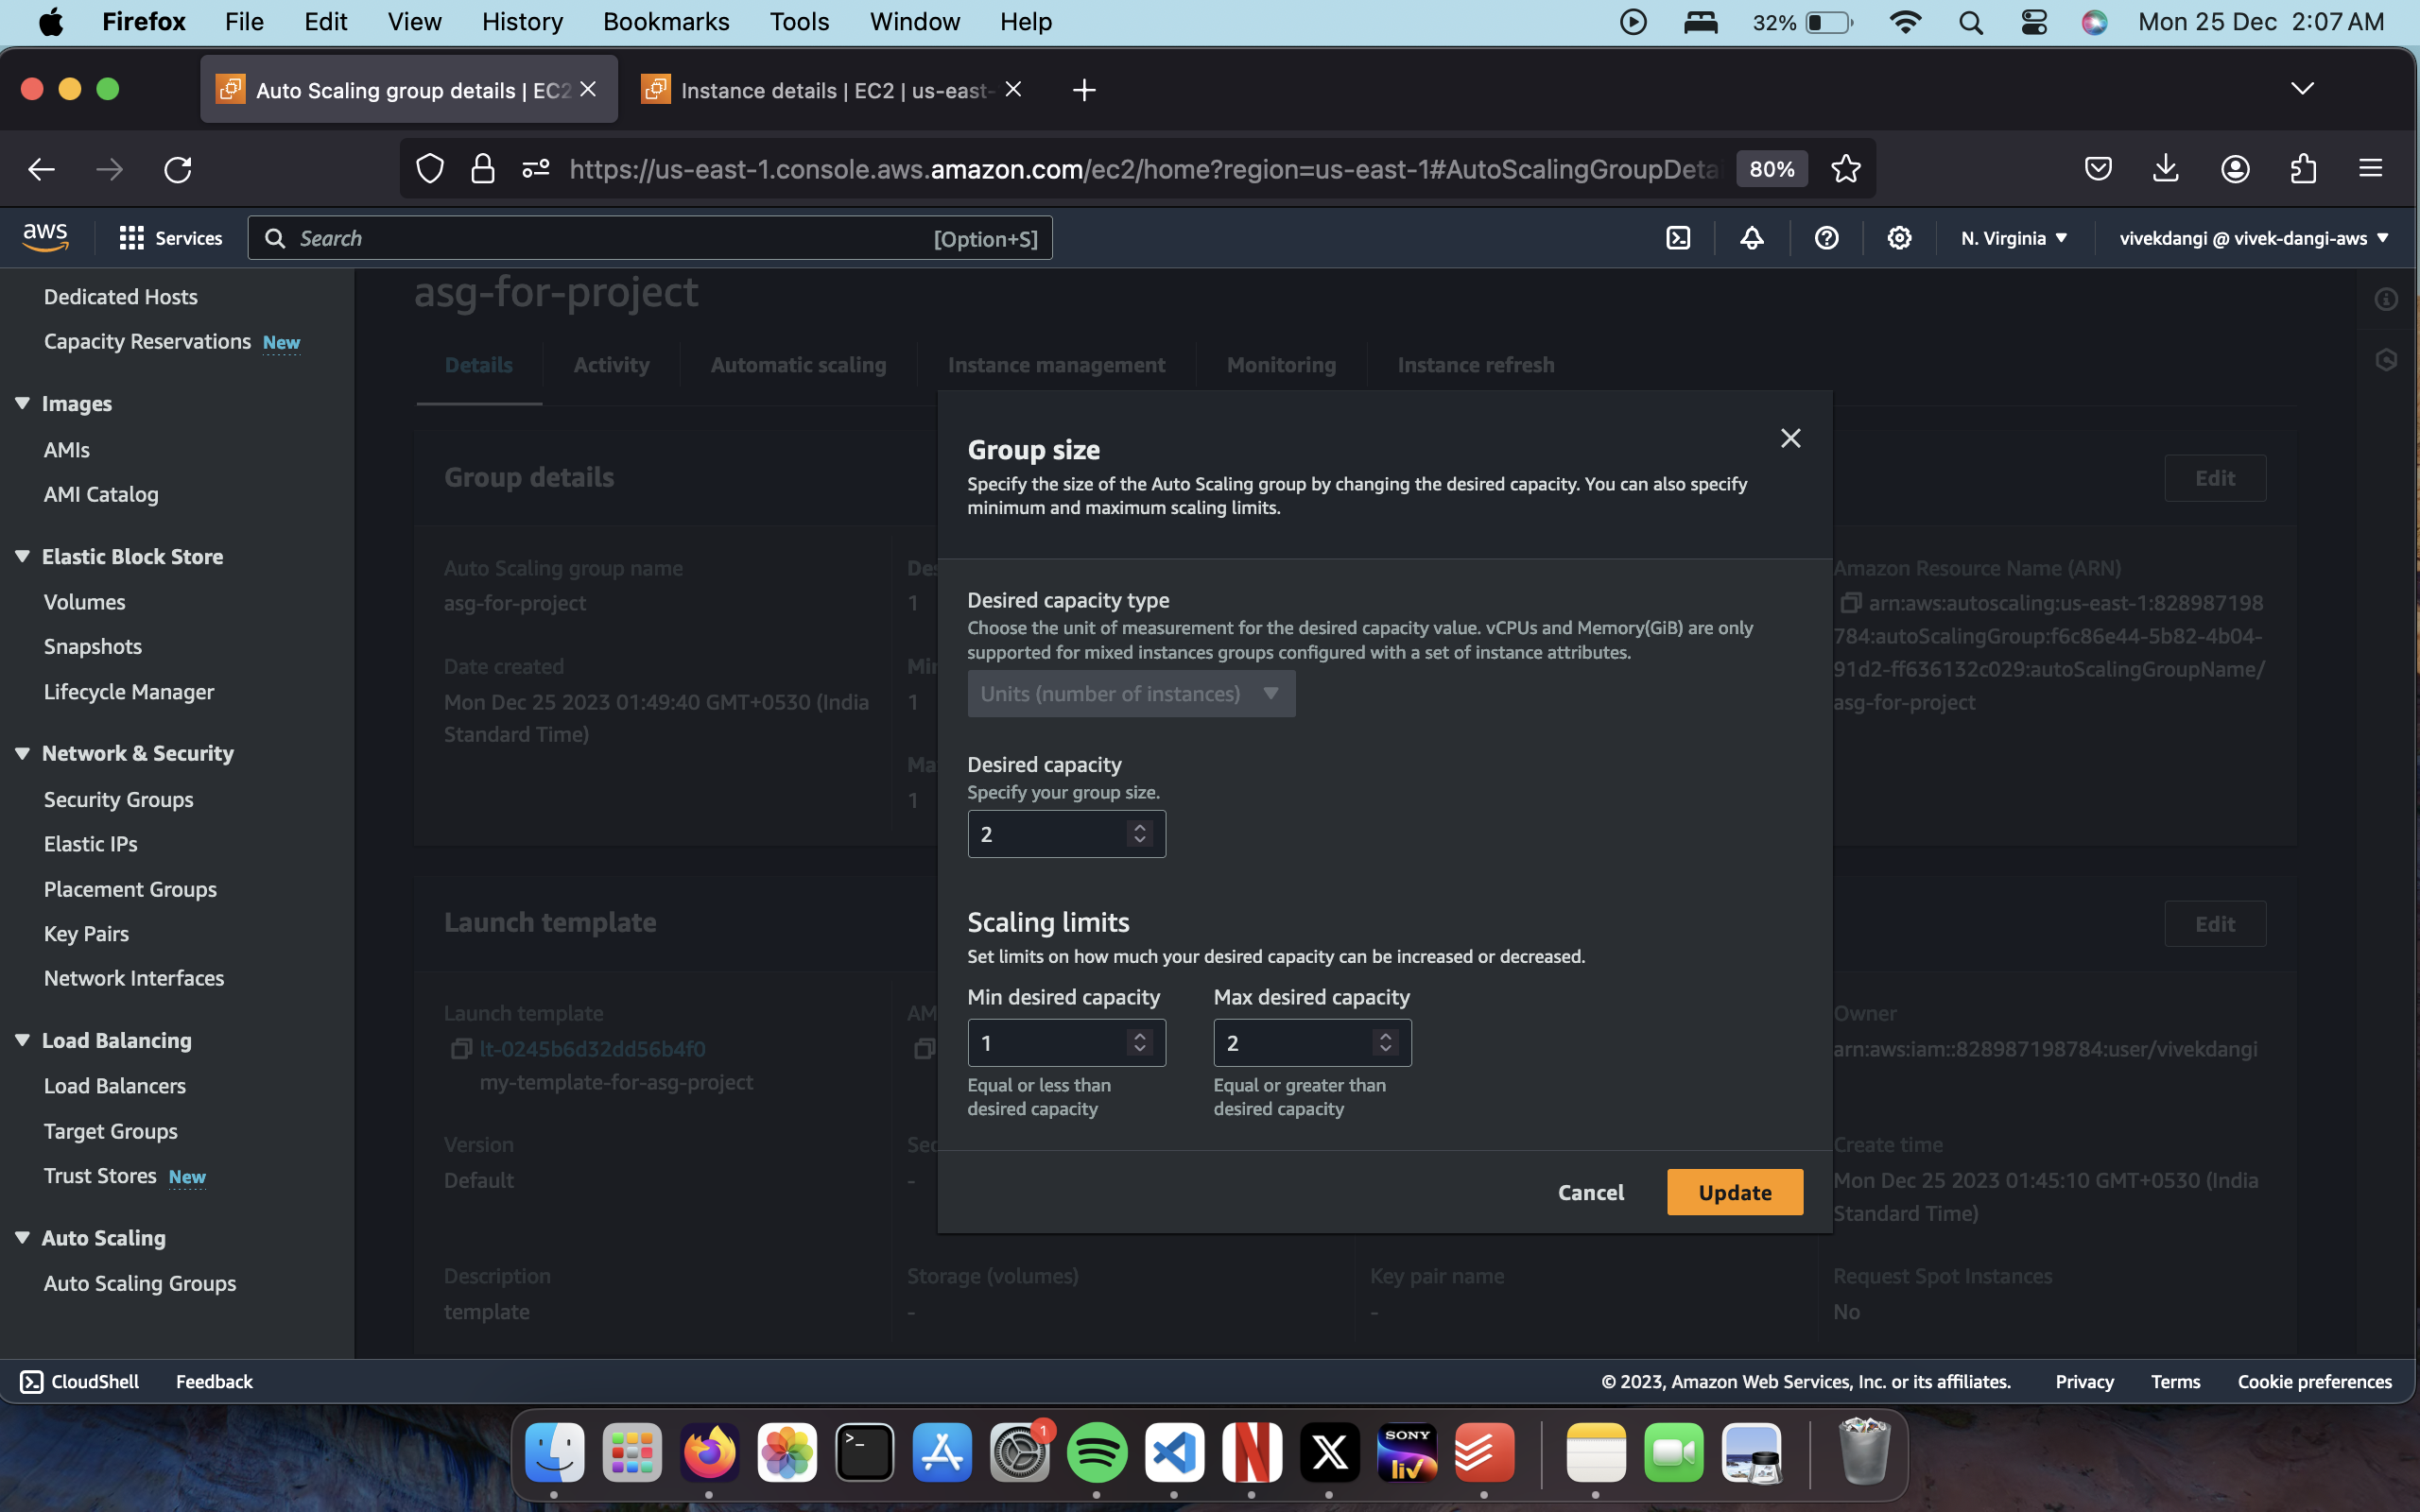 Firefox File Edit View History Bookmarks Tools Window Help 32% Mon 25 Dec 2:07 AM
Auto Scaling group details | EC2 Instance details | EC2 | us-east-
https://us-east-1.console.aws.amazon.com/ec2/home?region=us-east-1#AutoScalingGroupDetai 80%
aws Services Search [Option+S] N. Virginia vivekdangi @ vivek-dangi-aws
Dedicated Hosts
Capacity Reservations New
Images
AMIs
AMI Catalog
Elastic Block Store
Volumes
Snapshots
Lifecycle Manager
Network & Security
Security Groups
Elastic IPs
Placement Groups
Key Pairs
Network Interfaces
Load Balancing
Load Balancers
Target Groups
Trust Stores New
Auto Scaling
Auto Scaling Groups
asg-for-project
Details Activity Automatic scaling Instance management Monitoring Instance refresh
Group details
Edit
Auto Scaling group name
asg-for-project
Date created
Mon Dec 25 2023 01:49:40 GMT+0530 (India
Standard Time)
Des
1
Min
1
Ma
1
Amazon Resource Name (ARN)
arn:aws:autoscaling:us-east-1:828987198
784:autoScalingGroup:f6c86e44-5b82-4b04-
91d2-ff636132c029:autoScalingGroupName/
asg-for-project
Group size
Specify the size of the Auto Scaling group by changing the desired capacity. You can also specify
minimum and maximum scaling limits.
Desired capacity type
Choose the unit of measurement for the desired capacity value. vCPUs and Memory(GiB) are only
supported for mixed instances groups configured with a set of instance attributes.
Units (number of instances)
Desired capacity
Specify your group size.
2
Scaling limits
Set limits on how much your desired capacity can be increased or decreased.
Min desired capacity Max desired capacity
1 2
Equal or less than Equal or greater than
desired capacity desired capacity
Cancel Update
Launch template
Edit
Launch template
lt-0245b6d32dd56b4f0
my-template-for-asg-project
AM
Owner
arn:aws:iam::828987198784:user/vivekdangi
Version
Default
Sec
-
Create time
Mon Dec 25 2023 01:45:10 GMT+0530 (India
Standard Time)
Description
template
Storage (volumes)
-
Key pair name
-
Request Spot Instances
No
CloudShell Feedback © 2023, Amazon Web Services, Inc. or its affiliates. Privacy Terms Cookie preferences
1
SONY
liv